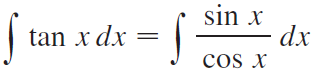 ∫ tan x dx = ∫ sin x / cos x dx